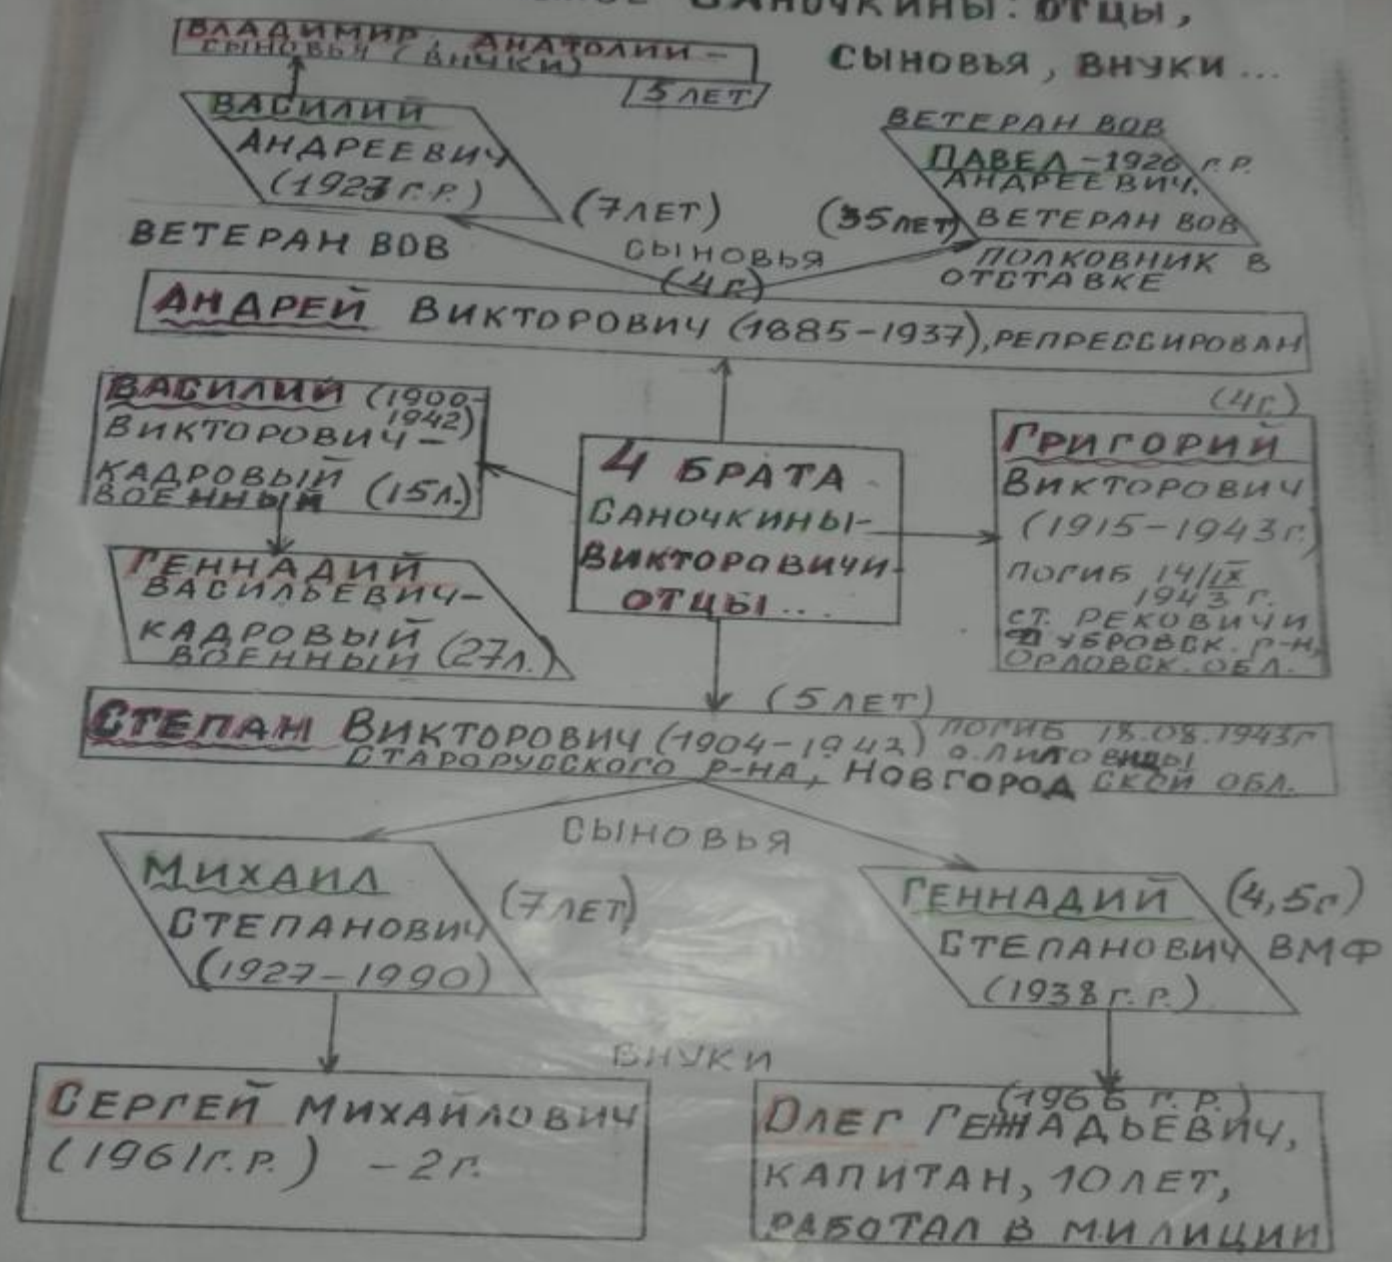 САНОЧКИНЫ: ОТЦЫ,
СЫНОВЬЯ, ВНУКИ...
ВЛАДИМИР, АНАТОЛИЙ –
СЫНОВЬЯ (ВНУКИ)
5 ЛЕТ
ВАСИЛИЙ
АНДРЕЕВИЧ
(1927 Г.Р.)
(7 ЛЕТ)
ВЕТЕРАН ВОВ
ВЕТЕРАН ВОВ
ПАВЕЛ – 1926 Г.Р.
АНДРЕЕВИЧ,
(35 ЛЕТ)
ВЕТЕРАН ВОВ
ПОЛКОВНИК В
ОТСТАВКЕ
СЫНОВЬЯ
(4 Г.)
АНДРЕЙ ВИКТОРОВИЧ (1885-1937), РЕПРЕССИРОВАН
ВАСИЛИЙ (1900-
1942)
ВИКТОРОВИЧ –
КАДРОВЫЙ
ВОЕННЫЙ (15 Л.)
4 БРАТА
САНОЧКИНЫ-
ВИКТОРАВИЧИ-
ОТЦЫ...
(4 Г.)
ГРИГОРИЙ
ВИКТОРОВИЧ
(1915-1943 Г.)
ПОГИБ 14/IX
1943 Г.
СТ. РЕКОВИЧИ
ДУБРОВСК. Р-Н,
ОРЛОВСК. ОБЛ.
ГЕННАДИЙ
ВАСИЛЬЕВИЧ-
КАДРОВЫЙ
ВОЕННЫЙ (27 Л.)
(5 ЛЕТ)
СТЕПАН ВИКТОРОВИЧ (1904-1942) ПОГИБ 18.08.1943 Г
СТАРОРУССКОГО Р-НА, НОВГОРОДСКОЙ ОБЛ.
СЫНОВЬЯ
МИХАИЛ
СТЕПАНОВИЧ
(1927-1990)
(7 ЛЕТ)
ГЕННАДИЙ
СТЕПАНОВИЧ
(1938 Г.Р.)
(4,5 Г)
ВМФ
ВНУКИ
СЕРГЕЙ МИХАЙЛОВИЧ
(1961 Г.Р.) – 2 Г.
(1966 Г.Р.)
ОЛЕГ ГЕННАДЬЕВИЧ,
КАПИТАН, 10 ЛЕТ,
РАБОТАЛ В МИЛИЦИИ